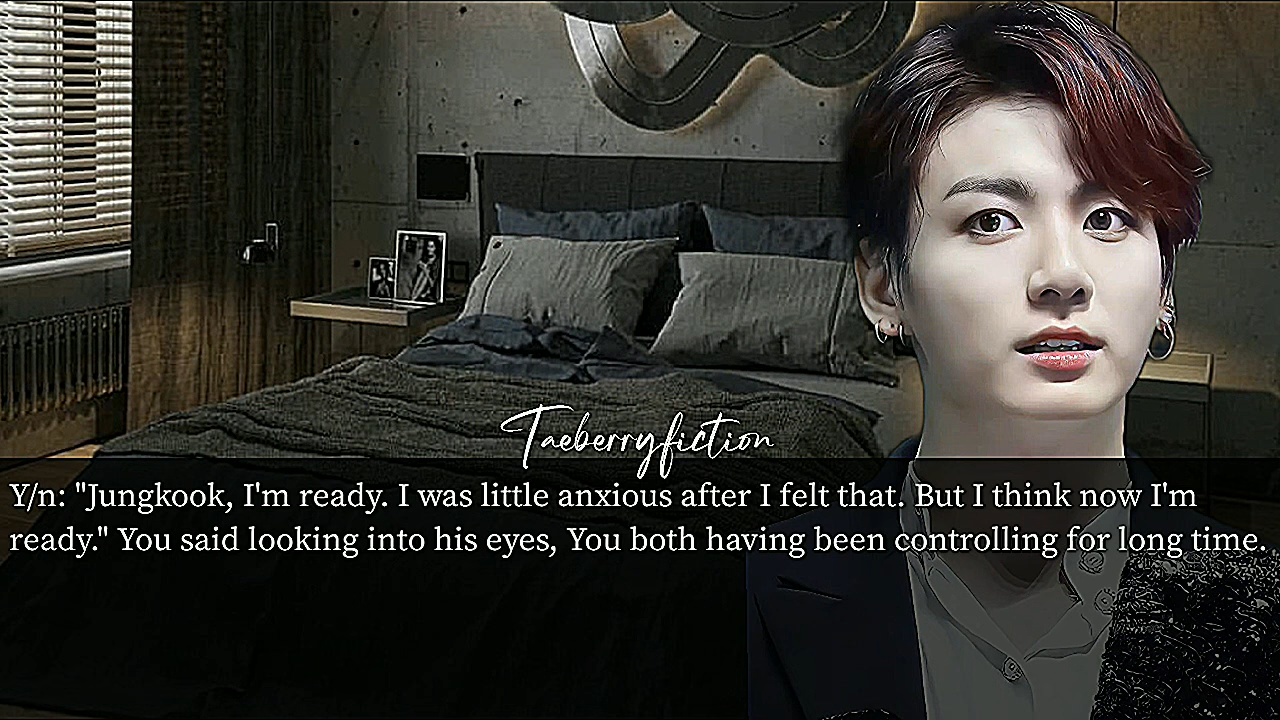 Taeberryfiction
Y/n: "Jungkook, I'm ready. I was little anxious after I felt that. But I think now I'm
ready." You said looking into his eyes, You both having been controlling for long time.